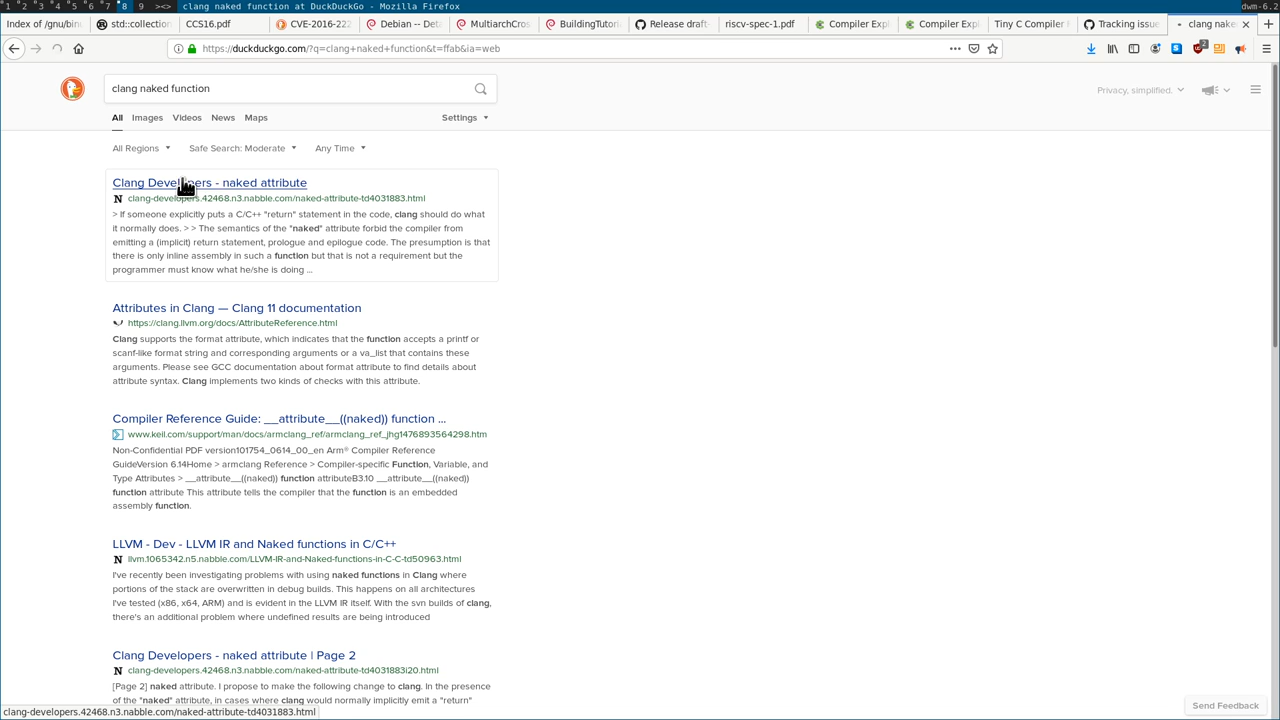 1 2 3 4 5 6 7 8 9 ><> clang naked at DuckDuckGo - Mozilla Firefox dwm-6.2
Index of /gnu/binu std::collection CCS16.pdf CVE-2016-222 Debian -- Deta MultiarchCros BuildingTutori Release draft- riscv-spec-1.pdf Compiler Expl Compiler Expl Tiny C Compiler R Tracking issue clang nake
https://duckduckgo.com/?q=clang+naked+function&t=ffab&ia=web
clang naked function
Privacy, simplified.
All Images Videos News Maps Settings
All Regions Safe Search: Moderate Any Time
Clang Developers - naked attribute
clang-developers.42468.n3.nabble.com/naked-attribute-td4031883.html
> If someone explicitly puts a C/C++ "return" statement in the code, clang should do what
it normally does. > > The semantics of the "naked" attribute forbid the compiler from
emitting a (implicit) return statement, prologue and epilogue code. The presumption is that
there is only inline assembly in such a function but that is not a requirement but the
programmer must know what he/she is doing ...
Attributes in Clang — Clang 11 documentation
https://clang.llvm.org/docs/AttributeReference.html
Clang supports the format attribute, which indicates that the function accepts a printf or
scanf-like format string and corresponding arguments or a va_list that contains these
arguments. Please see GCC documentation about format attribute to find details about
attribute syntax. Clang implements two kinds of checks with this attribute.
Compiler Reference Guide: __attribute__((naked)) function ...
www.keil.com/support/man/docs/armclang_ref/armclang_ref_jhg1476893564298.htm
Non-Confidential PDF version101754_0614_00_en Arm® Compiler Reference
GuideVersion 6.14Home > armclang Reference > Compiler-specific Function, Variable, and
Type Attributes > __attribute__((naked)) function attributeB3.10 __attribute__((naked))
function attribute This attribute tells the compiler that the function is an embedded
assembly function.
LLVM - Dev - LLVM IR and Naked functions in C/C++
llvm.1065342.n5.nabble.com/LLVM-IR-and-Naked-functions-in-C-C-td50963.html
I've recently been investigating problems with using naked functions in Clang where
portions of the stack are overwritten in debug builds. This happens on all architectures
I've tested (x86, x64, ARM) and is evident in the LLVM IR itself. With the svn builds of clang,
there's an additional problem where undefined results are being introduced
Clang Developers - naked attribute | Page 2
clang-developers.42468.n3.nabble.com/naked-attribute-td4031883i20.html
[Page 2] naked attribute. I propose to make the following change to clang. In the presence
of the "naked" attribute, in cases where clang would normally implicitly emit a "return"
Send Feedback
clang-developers.42468.n3.nabble.com/naked-attribute-td4031883.html